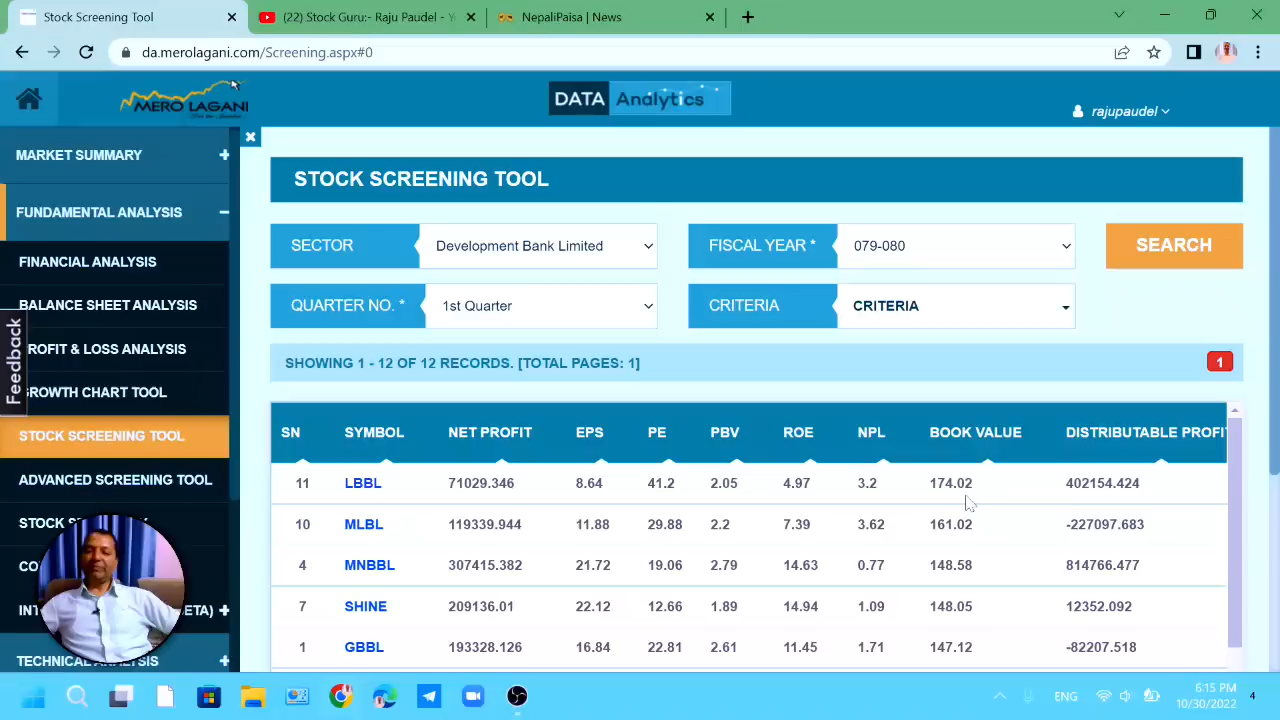 Stock Screening Tool
(22) Stock Guru:- Raju Paudel - Y
NepaliPaisa | News
da.merolagani.com/Screening.aspx#0
MERO LAGANI
DATA Analytics
rajupaudel
MARKET SUMMARY
FUNDAMENTAL ANALYSIS
FINANCIAL ANALYSIS
BALANCE SHEET ANALYSIS
ROFIT & LOSS ANALYSIS
GROWTH CHART TOOL
STOCK SCREENING TOOL
ADVANCED SCREENING TOOL
STOCK
CO
INT
ETA)
TECHNICAL ANALYSIS
Feedback
STOCK SCREENING TOOL
SECTOR Development Bank Limited FISCAL YEAR * 079-080 SEARCH
QUARTER NO. * 1st Quarter CRITERIA CRITERIA
SHOWING 1 - 12 OF 12 RECORDS. [TOTAL PAGES: 1] 1
SN SYMBOL NET PROFIT EPS PE PBV ROE NPL BOOK VALUE DISTRIBUTABLE PROFI
11 LBBL 71029.346 8.64 41.2 2.05 4.97 3.2 174.02 402154.424
10 MLBL 119339.944 11.88 29.88 2.2 7.39 3.62 161.02 -227097.683
4 MNBBL 307415.382 21.72 19.06 2.79 14.63 0.77 148.58 814766.477
7 SHINE 209136.01 22.12 12.66 1.89 14.94 1.09 148.05 12352.092
1 GBBL 193328.126 16.84 22.81 2.61 11.45 1.71 147.12 -82207.518
ENG
6:15 PM
10/30/2022
4